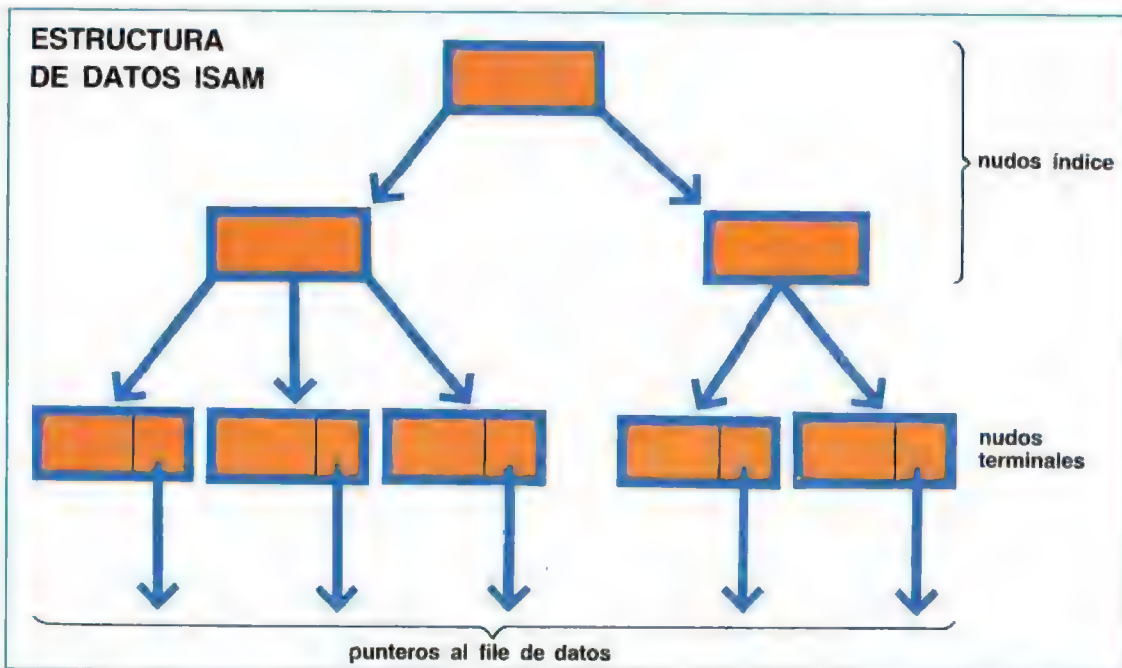 ESTRUCTURA
DE DATOS ISAM
nudos índice
nudos
terminales
punteros al file de datos